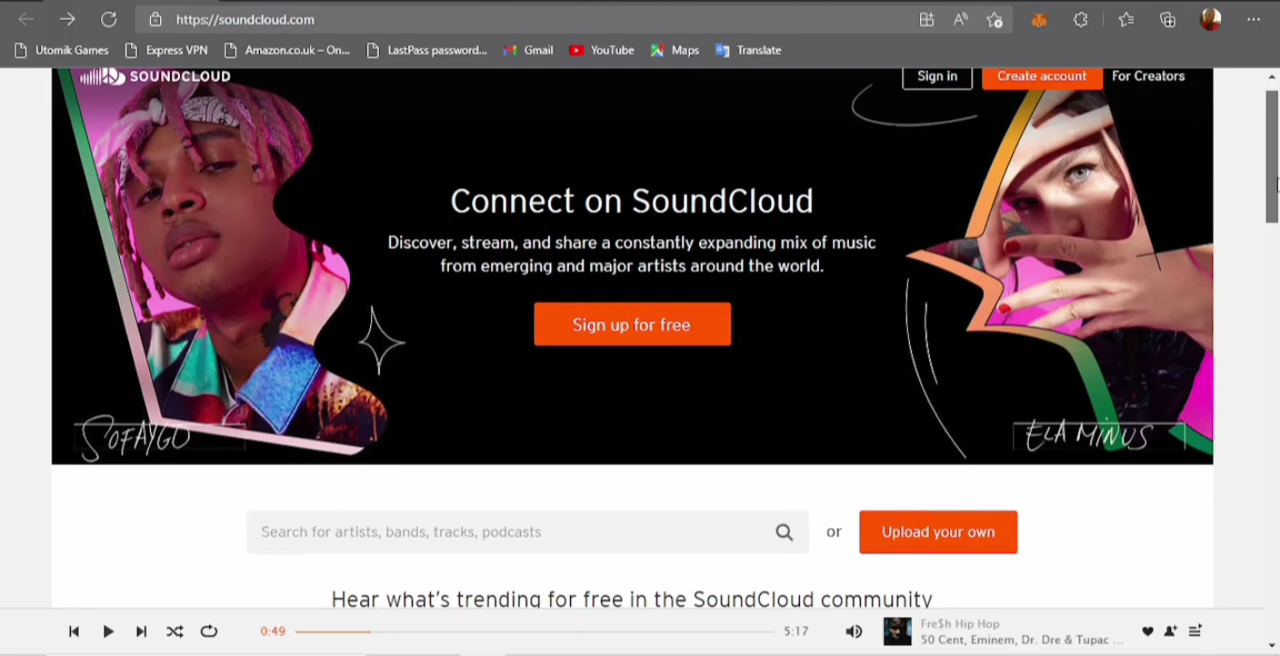 https://soundcloud.com
Utomik Games
Express VPN
Amazon.co.uk – On...
LastPass password...
Gmail
YouTube
Maps
Translate
SOUNDCLOUD
Sign in
Create account
For Creators
Connect on SoundCloud
Discover, stream, and share a constantly expanding mix of music
from emerging and major artists around the world.
Sign up for free
SOFAYGO
ELA MINUS
Search for artists, bands, tracks, podcasts
or
Upload your own
Hear what's trending for free in the SoundCloud community
0:49
5:17
Fre$h Hip Hop
50 Cent, Eminem, Dr. Dre & Tupac ...